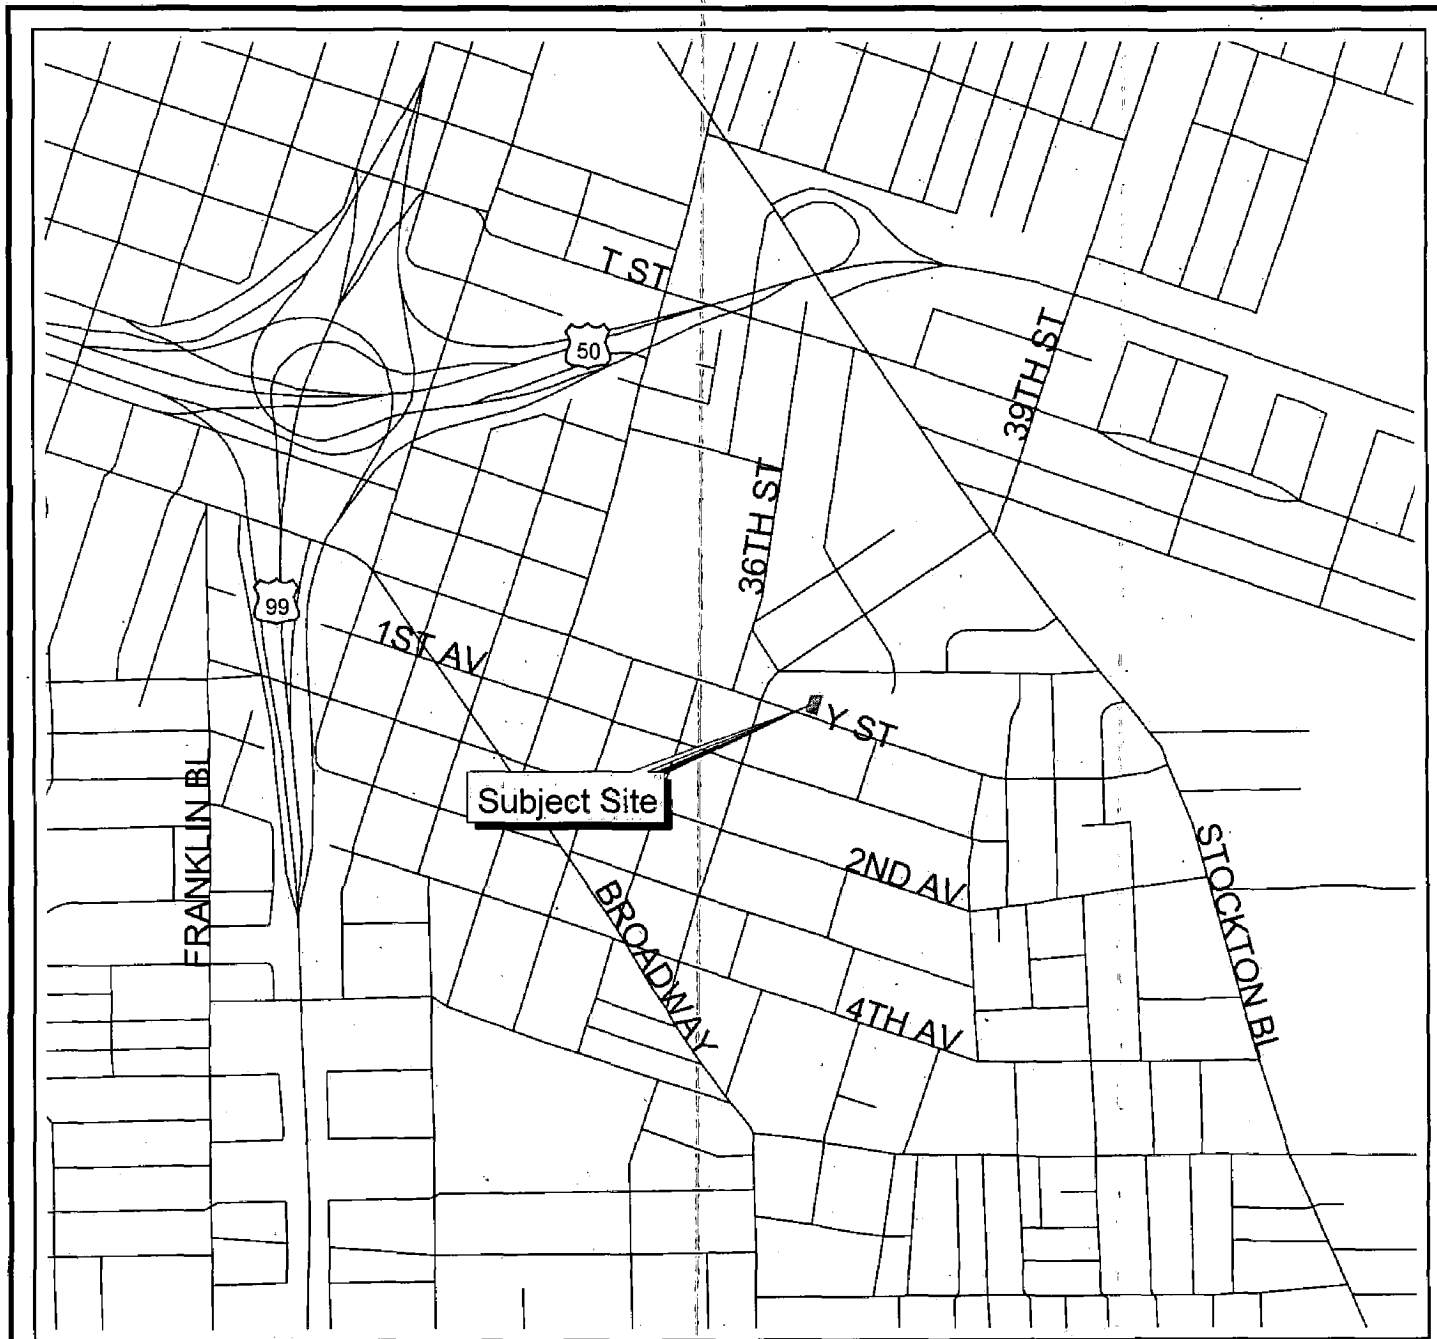 T ST
50
39TH ST
36TH ST
99
1ST AV
Y ST
Subject Site
FRANKLIN BL
2ND AV
STOCKTON BL
BROADWAY
4TH AV